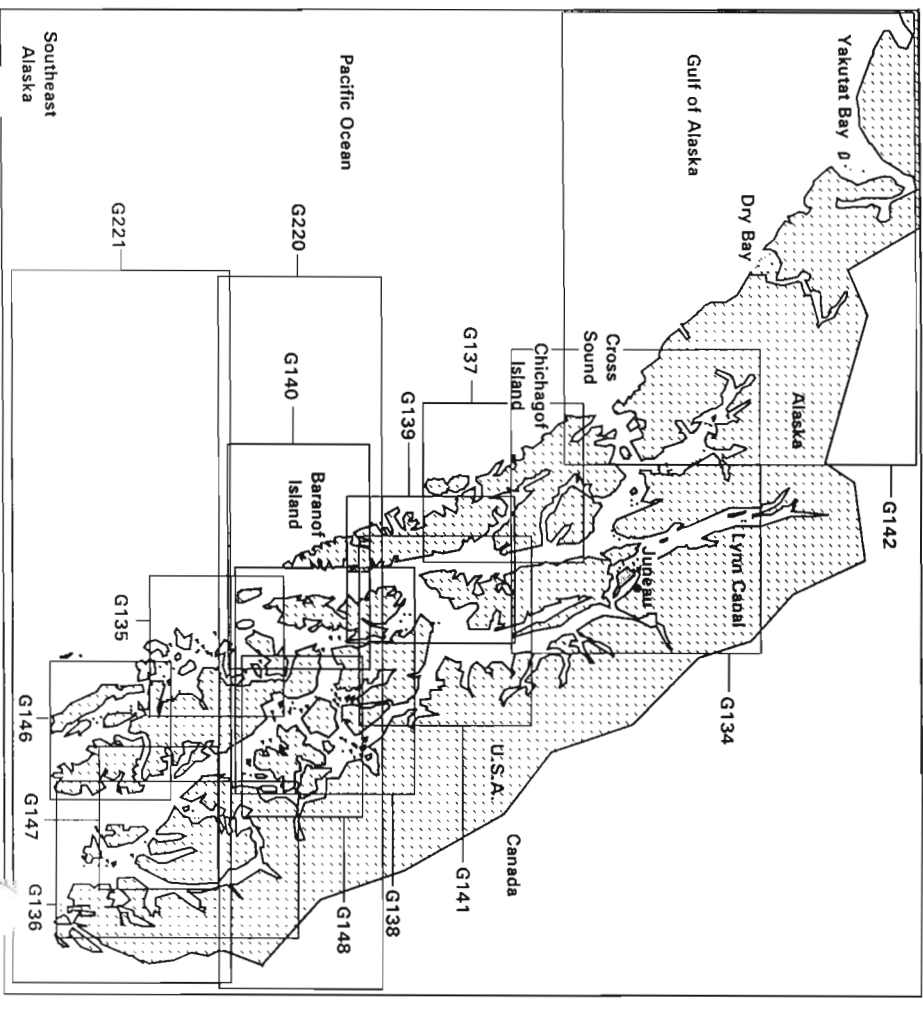 Yakutat Bay
Gulf of Alaska
Dry Bay
Alaska
G142
Pacific Ocean
Cross
Sound
Chichagof
Island
Lynn Canal
Juneau
G137
G139
G134
Southeast
Alaska
G220
G221
G140
Baranof
Island
U.S.A.
Canada
G135
G141
G138
G148
G146
G147
G136